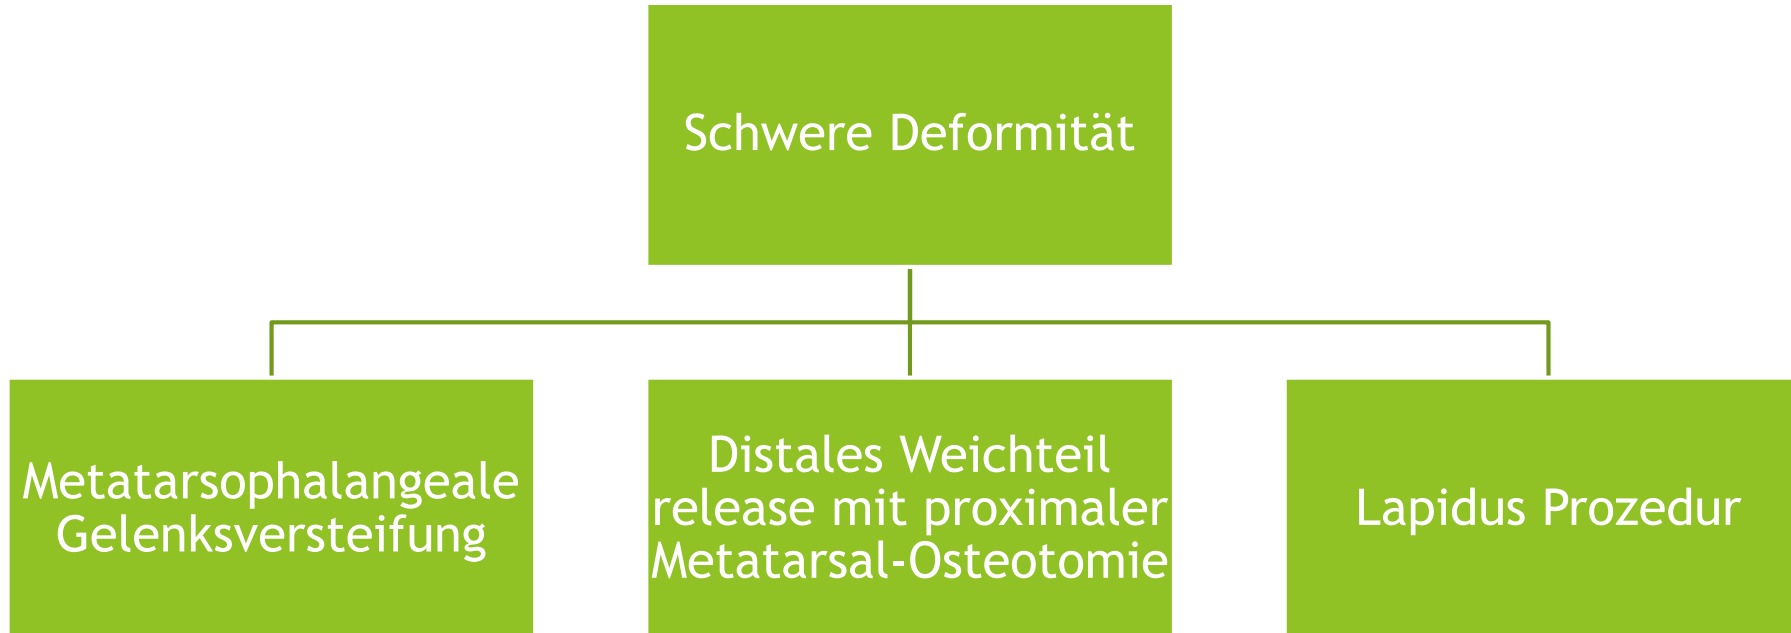 Schwere Deformität
Metatarsophalangeale
Gelenksversteifung
Distales Weichteil
release mit proximaler
Metatarsal-Osteotomie
Lapidus Prozedur